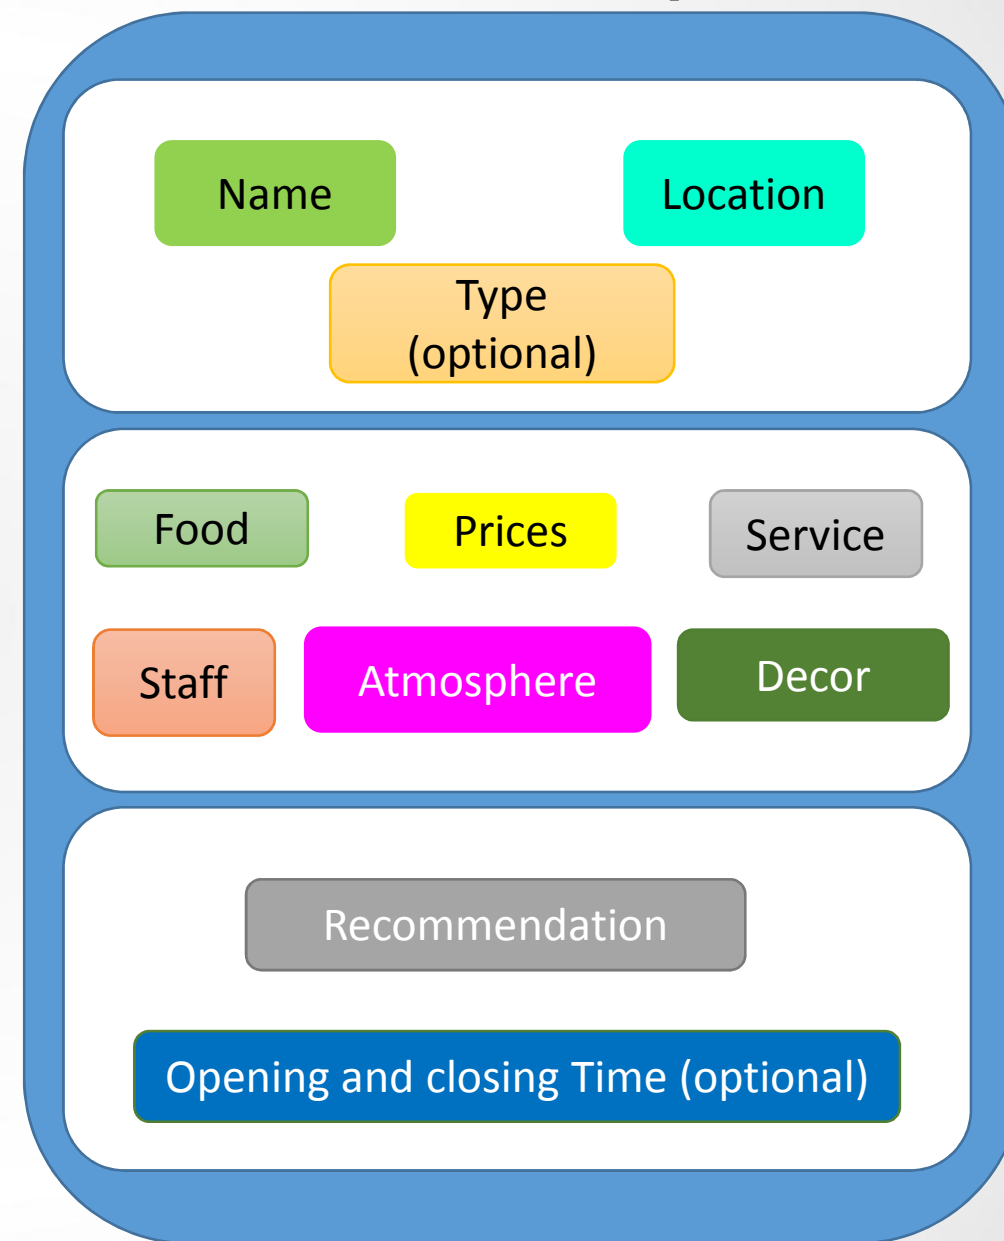 Name
Location
Type
(optional)
Food
Prices
Service
Staff
Atmosphere
Decor
Recommendation
Opening and closing Time (optional)